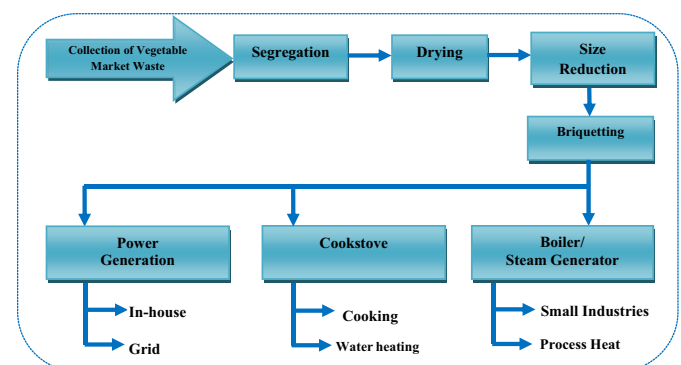 Collection of Vegetable
Market Waste
Segregation
Drying
Size
Reduction
Briquetting
Power
Generation
Cookstove
Boiler/
Steam Generator
In-house
Grid
Cooking
Water heating
Small Industries
Process Heat